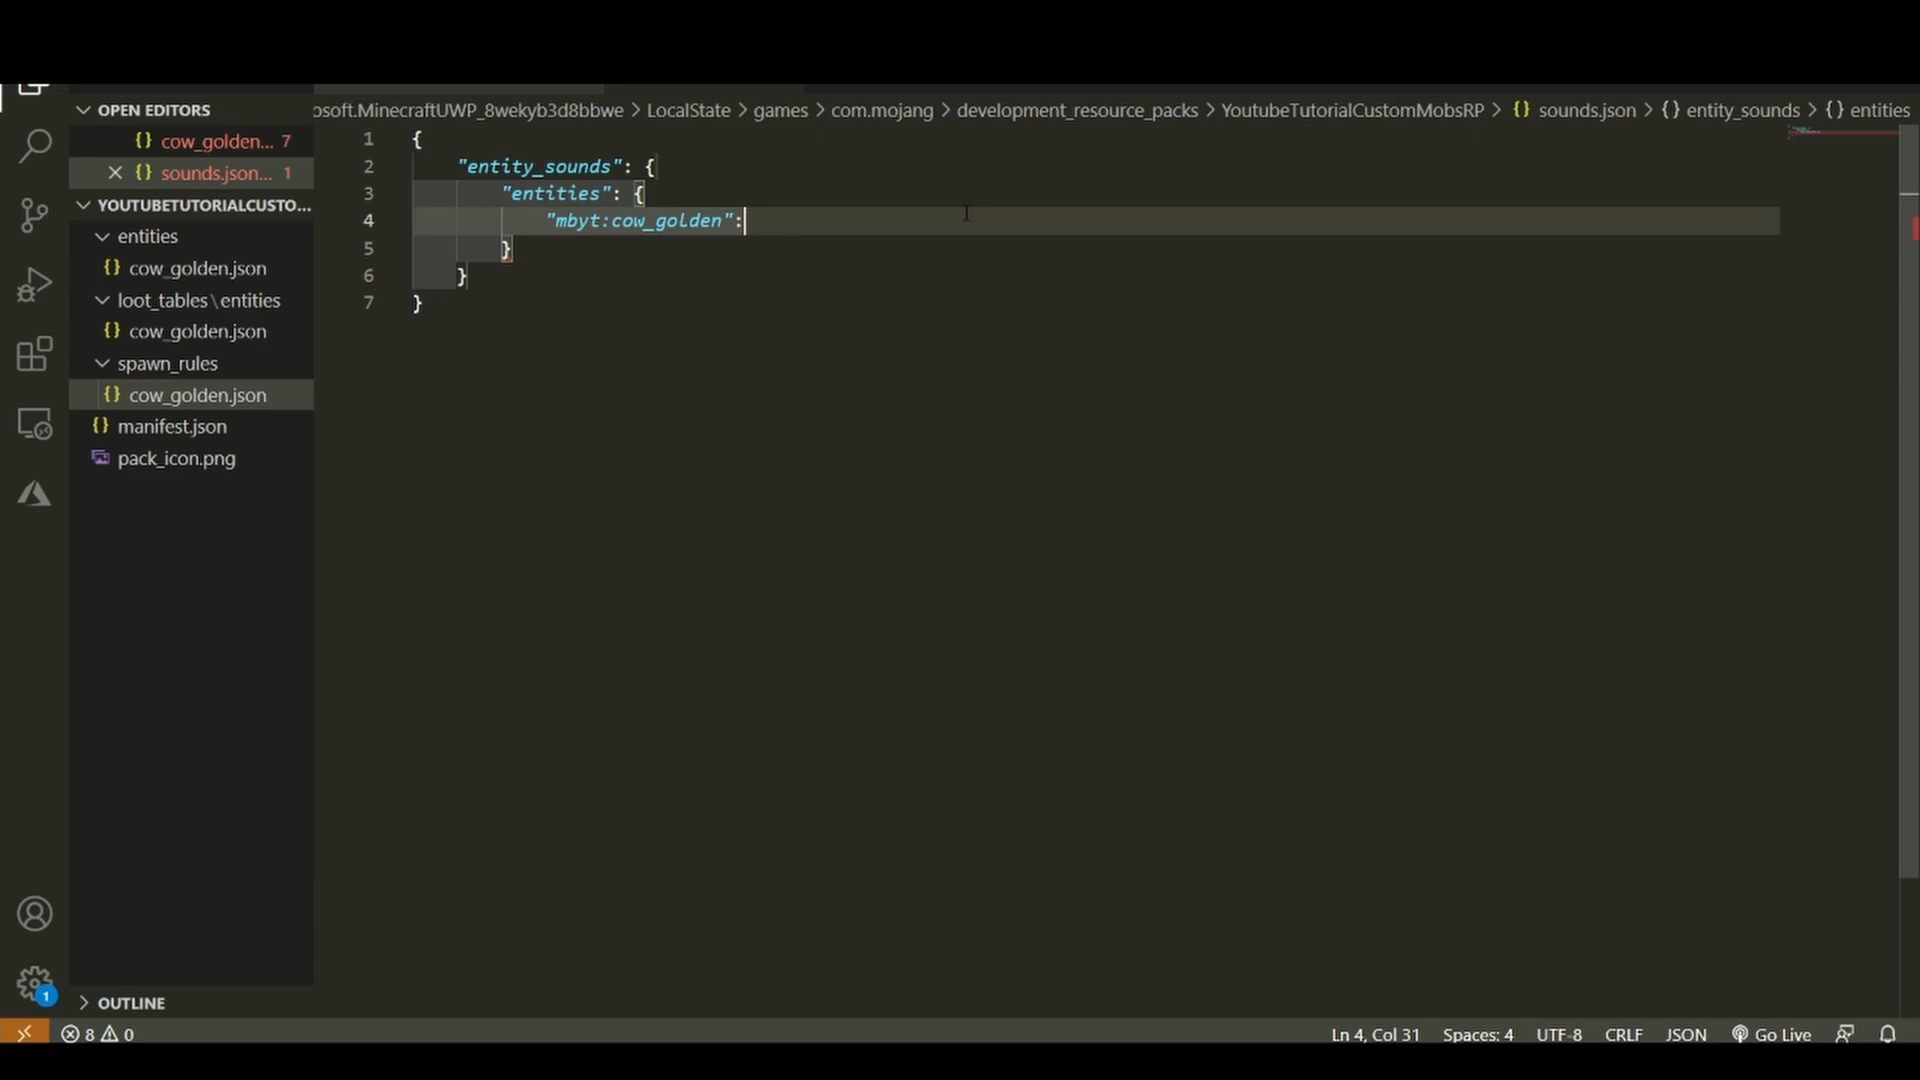 OPEN EDITORS
osoft.MinecraftUWP_8wekyb3d8bbwe > LocalState > games > com.mojang > development_resource_packs > YoutubeTutorialCustomMobsRP > {} sounds.json > {} entity_sounds > {} entities
{} cow_golden... 7
{} sounds.json... 1
YOUTUBETUTORIALCUSTO...
entities
{} cow_golden.json
loot_tables\entities
{} cow_golden.json
spawn_rules
{} cow_golden.json
{} manifest.json
pack_icon.png
1 {
2 "entity_sounds": {
3 "entities": {
4 "mbyt:cow_golden":
5 }
6 }
7 }
1
OUTLINE
8 0 Ln 4, Col 31 Spaces: 4 UTF-8 CRLF JSON Go Live